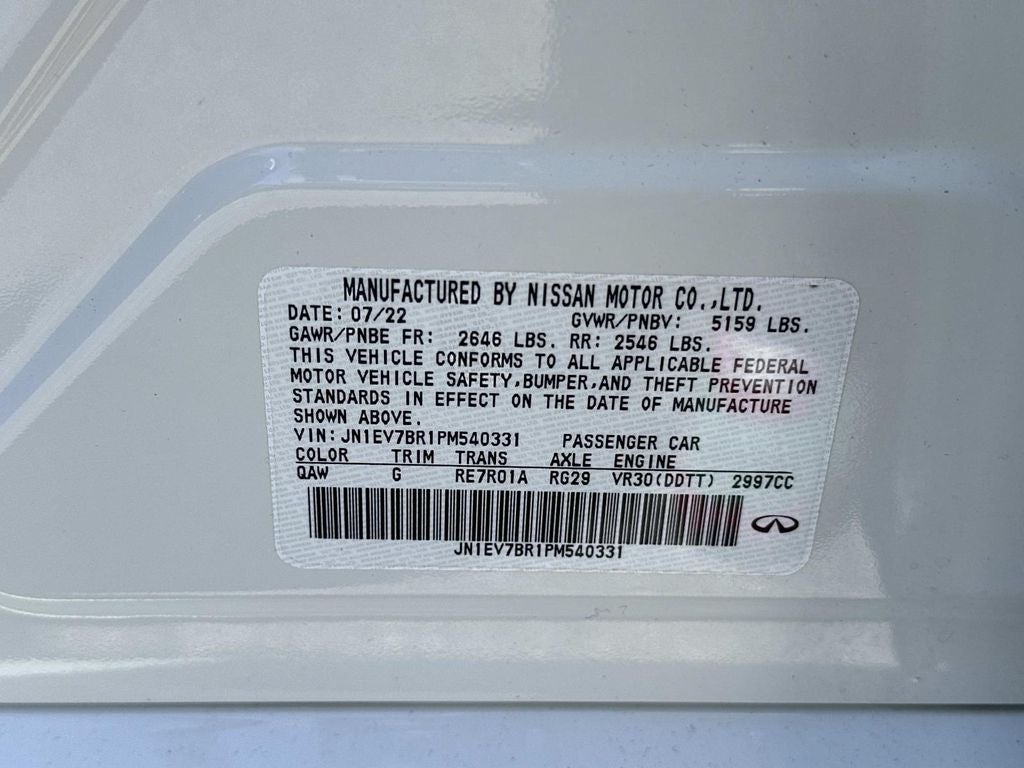 MANUFACTURED BY NISSAN MOTOR CO.,LTD.
DATE: 07/22 GVWR/PNBV: 5159 LBS.
GAWR/PNBE FR: 2646 LBS. RR: 2546 LBS.
THIS VEHICLE CONFORMS TO ALL APPLICABLE FEDERAL
MOTOR VEHICLE SAFETY,BUMPER,AND THEFT PREVENTION
STANDARDS IN EFFECT ON THE DATE OF MANUFACTURE
SHOWN ABOVE.
VIN:JN1EV7BR1PM540331 PASSENGER CAR
COLOR TRIM TRANS AXLE ENGINE
QAW G RE7R01A RG29 VR30(DDTT) 2997CC
JN1EV7BR1PM540331